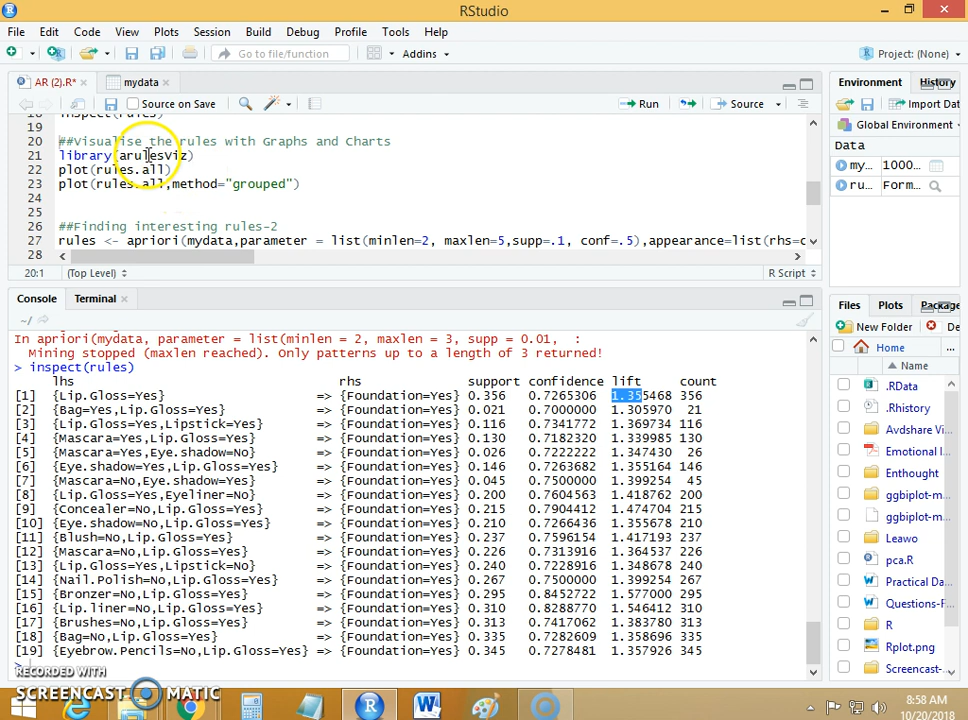 RStudio
File Edit Code View Plots Session Build Debug Profile Tools Help
Go to file/function Addins Project: (None)
AR (2).R* mydata
Source on Save Run Source
18 inspect(rules)
19
20 ##Visualise the rules with Graphs and Charts
21 library(arulesViz)
22 plot(rules.all)
23 plot(rules.all,method="grouped")
24
25
26 ##Finding interesting rules-2
27 rules <- apriori(mydata,parameter = list(minlen=2, maxlen=5,supp=.1, conf=.5),appearance=list(rhs=c
28
20:1 (Top Level) R Script
Console Terminal
~/
In apriori(mydata, parameter = list(minlen = 2, maxlen = 3, supp = 0.01,  :
Mining stopped (maxlen reached). Only patterns up to a length of 3 returned!
> inspect(rules)
lhs rhs support confidence lift count
[1] {Lip.Gloss=Yes} => {Foundation=Yes} 0.356 0.7265306 1.355468 356
[2] {Bag=Yes,Lip.Gloss=Yes} => {Foundation=Yes} 0.021 0.7000000 1.305970 21
[3] {Lip.Gloss=Yes,Lipstick=Yes} => {Foundation=Yes} 0.116 0.7341772 1.369734 116
[4] {Mascara=Yes,Lip.Gloss=Yes} => {Foundation=Yes} 0.130 0.7182320 1.339985 130
[5] {Mascara=Yes,Eye.shadow=No} => {Foundation=Yes} 0.026 0.7222222 1.347430 26
[6] {Eye.shadow=Yes,Lip.Gloss=Yes} => {Foundation=Yes} 0.146 0.7263682 1.355164 146
[7] {Mascara=No,Eye.shadow=Yes} => {Foundation=Yes} 0.045 0.7500000 1.399254 45
[8] {Lip.Gloss=Yes,Eyeliner=No} => {Foundation=Yes} 0.200 0.7604563 1.418762 200
[9] {Concealer=No,Lip.Gloss=Yes} => {Foundation=Yes} 0.215 0.7904412 1.474704 215
[10] {Eye.shadow=No,Lip.Gloss=Yes} => {Foundation=Yes} 0.210 0.7266436 1.355678 210
[11] {Blush=No,Lip.Gloss=Yes} => {Foundation=Yes} 0.237 0.7596154 1.417193 237
[12] {Mascara=No,Lip.Gloss=Yes} => {Foundation=Yes} 0.226 0.7313916 1.364537 226
[13] {Lip.Gloss=Yes,Lipstick=No} => {Foundation=Yes} 0.240 0.7228916 1.348678 240
[14] {Nail.Polish=No,Lip.Gloss=Yes} => {Foundation=Yes} 0.267 0.7500000 1.399254 267
[15] {Bronzer=No,Lip.Gloss=Yes} => {Foundation=Yes} 0.295 0.8452722 1.577000 295
[16] {Lip.liner=No,Lip.Gloss=Yes} => {Foundation=Yes} 0.310 0.8288770 1.546412 310
[17] {Brushes=No,Lip.Gloss=Yes} => {Foundation=Yes} 0.313 0.7417062 1.383780 313
[18] {Bag=No,Lip.Gloss=Yes} => {Foundation=Yes} 0.335 0.7282609 1.358696 335
[19] {Eyebrow.Pencils=No,Lip.Gloss=Yes} => {Foundation=Yes} 0.345 0.7278481 1.357926 345
>
Environment History
Import Dat
Global Environment
Data
my... 1000...
ru... Form...
Files Plots Package
New Folder De
Home ...
Name
.RData
.Rhistory
Avdshare Vi...
Emotional I...
Enthought
ggbiplot-m...
ggbiplot-m...
Leawo
pca.R
Practical Da...
Questions-F...
R
Rplot.png
Screencast-...
RECORDED WITH
SCREENCAST MATIC
8:58 AM
10/20/2018